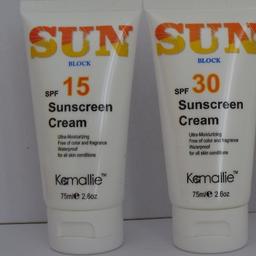 SUN
BLOCK
SPF 15
Sunscreen
Cream
Ultra-Moisturizing
Free of color and fragrance
Waterproof
for all skin conditions
Kemallie™
75ml℮ 2.6oz
SUN
BLOCK
SPF 30
Sunscreen
Cream
Ultra-Moisturizing
Free of color and fragrance
Waterproof
for all skin conditions
Kemallie™
75ml℮ 2.6oz